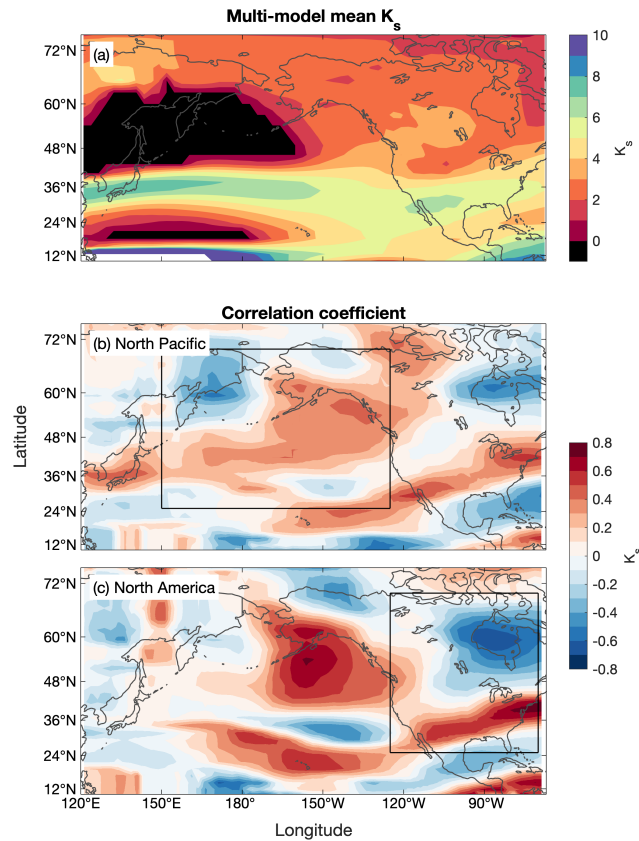 Multi-model mean Ks
(a)
72°N
60°N
48°N
36°N
24°N
12°N
10
8
6
4
2
0
Ks
Correlation coefficient
(b) North Pacific
72°N
60°N
48°N
36°N
24°N
12°N
Latitude
(c) North America
72°N
60°N
48°N
36°N
24°N
12°N
120°E
150°E
180°
150°W
120°W
90°W
Longitude
0.8
0.6
0.4
0.2
0
-0.2
-0.4
-0.6
-0.8
Ks